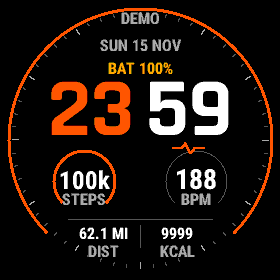 DEMO
SUN 15 NOV
BAT 100%
23 59
100k 188
STEPS BPM
62.1 MI 9999
DIST KCAL